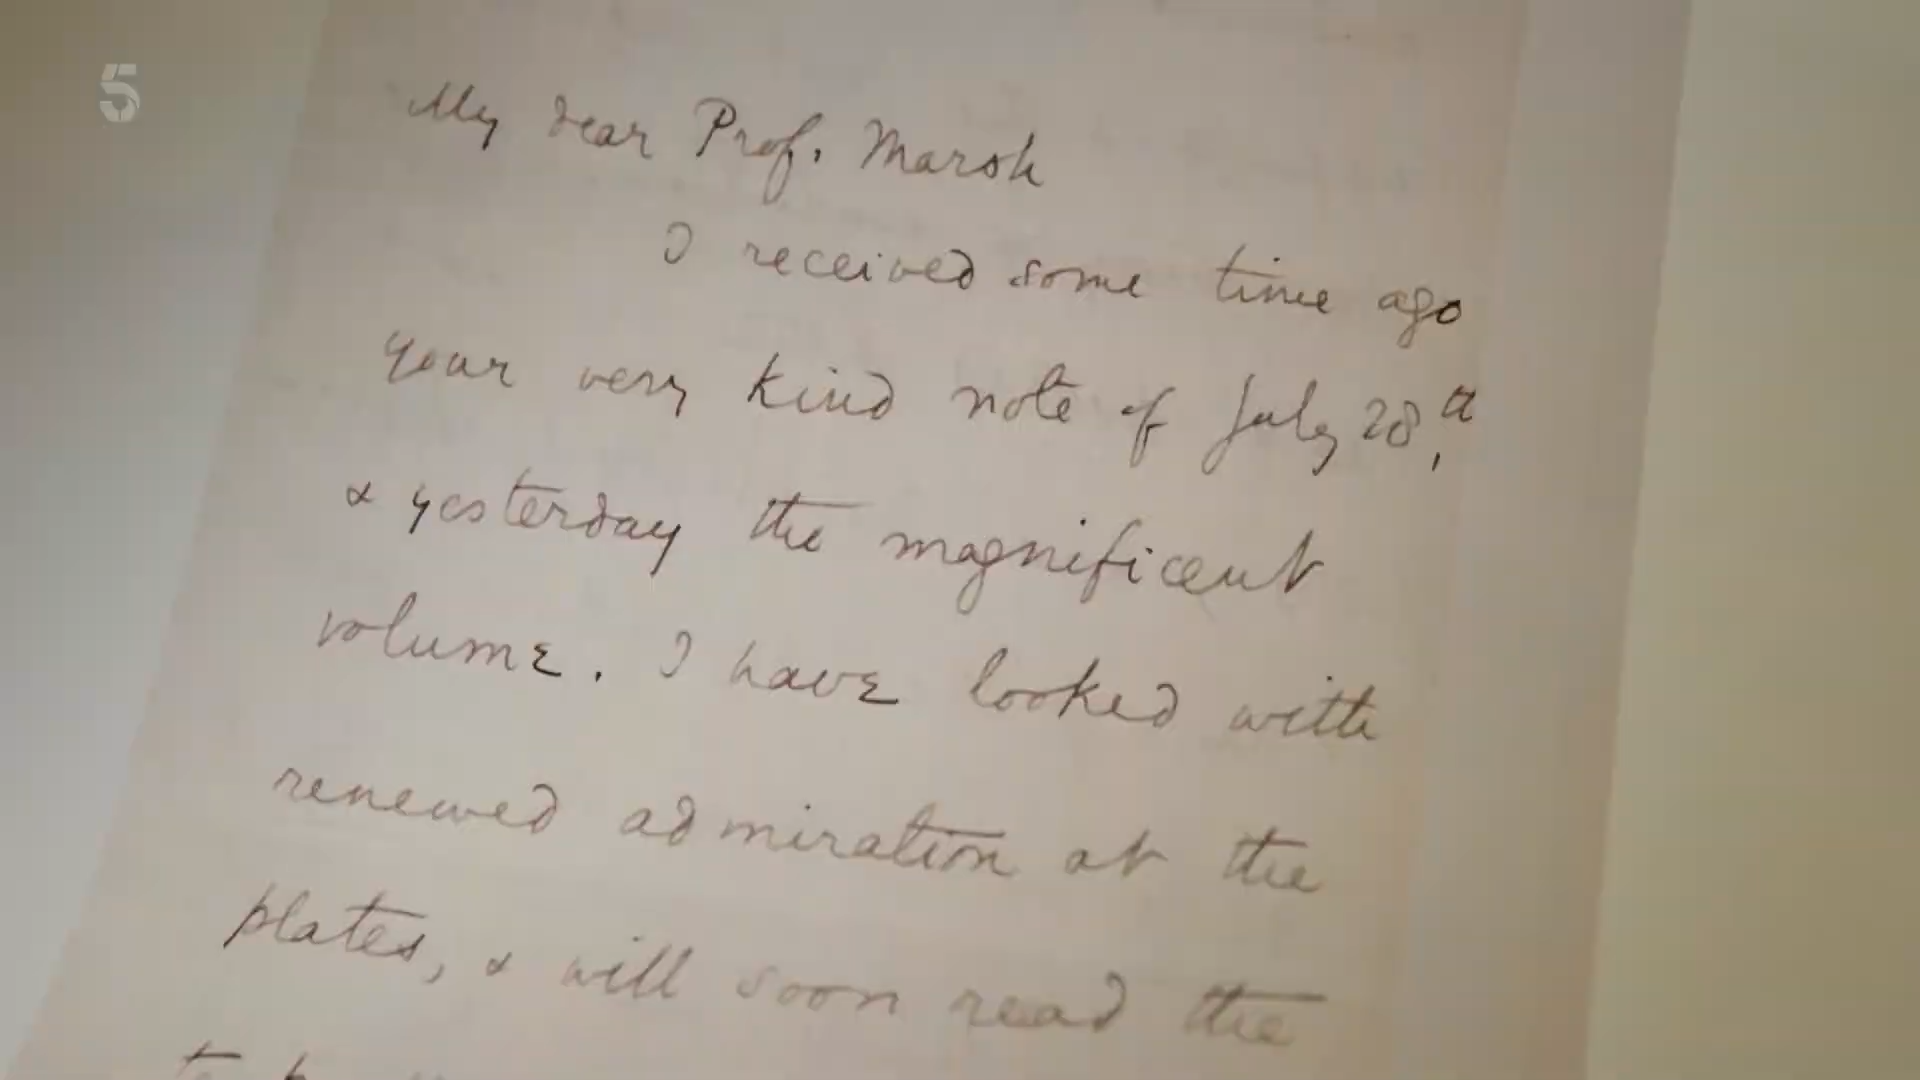 5
My dear Prof. Marsh
I received some time ago
your very kind note of July 28th,
& yesterday the magnificent
volume. I have looked with
renewed admiration at the
plates, & will soon read the